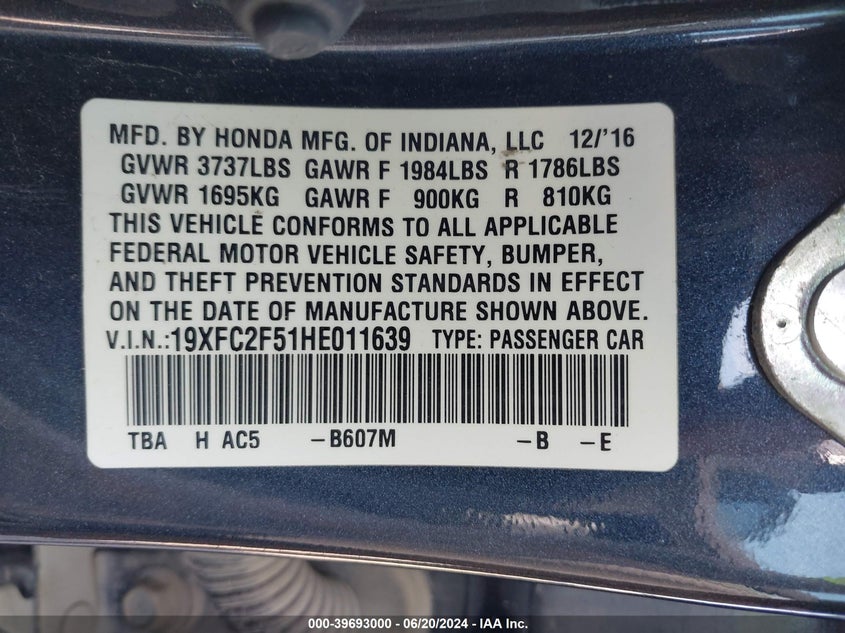 MFD. BY HONDA MFG. OF INDIANA, LLC 12/'16
GVWR 3737LBS GAWR F 1984LBS R 1786LBS
GVWR 1695KG GAWR F 900KG R 810KG
THIS VEHICLE CONFORMS TO ALL APPLICABLE
FEDERAL MOTOR VEHICLE SAFETY, BUMPER,
AND THEFT PREVENTION STANDARDS IN EFFECT
ON THE DATE OF MANUFACTURE SHOWN ABOVE.
V.I.N.:19XFC2F51HE011639 TYPE: PASSENGER CAR
TBA H AC5 –B607M –B –E
000-39693000 / 06/20/2024 - IAA Inc.